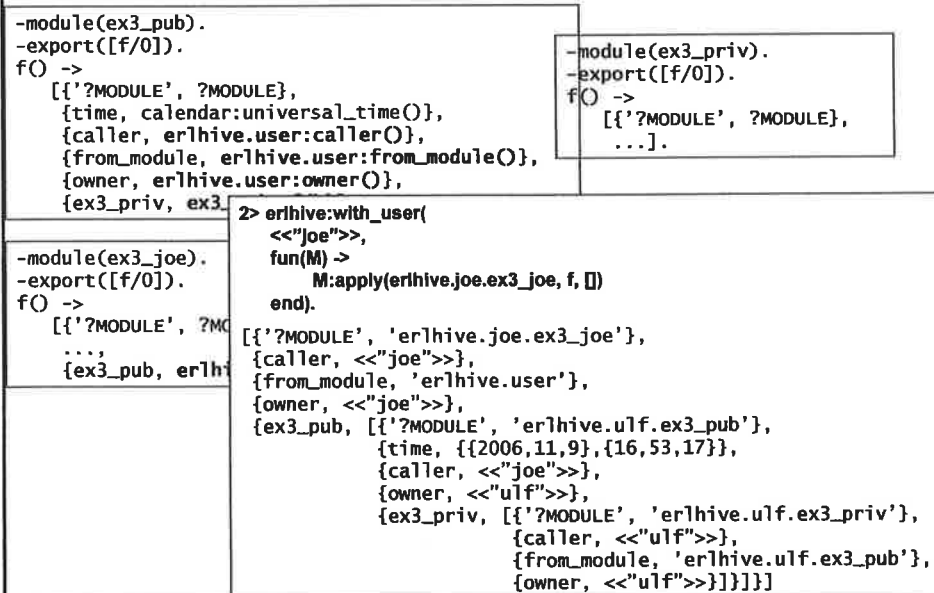 -module(ex3_pub).
-export([f/0]).
f() ->
[{'?MODULE', ?MODULE},
{time, calendar:universal_time()},
{caller, erlhive.user:caller()},
{from_module, erlhive.user:from_module()},
{owner, erlhive.user:owner()},
{ex3_priv,
-module(ex3_priv).
-export([f/0]).
f() ->
[{'?MODULE', ?MODULE},
...].
-module(ex3_joe).
-export([f/0]).
f() ->
[{'?MODULE',
...,
{ex3_pub,
2> erlhive:with_user(
<<"joe">>,
fun(M) ->
M:apply(erlhive.joe.ex3_joe, f, [])
end).
[{'?MODULE', 'erlhive.joe.ex3_joe'},
{caller, <<"joe">>},
{from_module, 'erlhive.user'},
{owner, <<"joe">>},
{ex3_pub, [{'?MODULE', 'erlhive.ulf.ex3_pub'},
{time, {{2006,11,9},{16,53,17}},
{caller, <<"joe">>},
{owner, <<"ulf">>},
{ex3_priv, [{'?MODULE', 'erlhive.ulf.ex3_priv'},
{caller, <<"ulf">>},
{from_module, 'erlhive.ulf.ex3_pub'},
{owner, <<"ulf">>}]}]}]